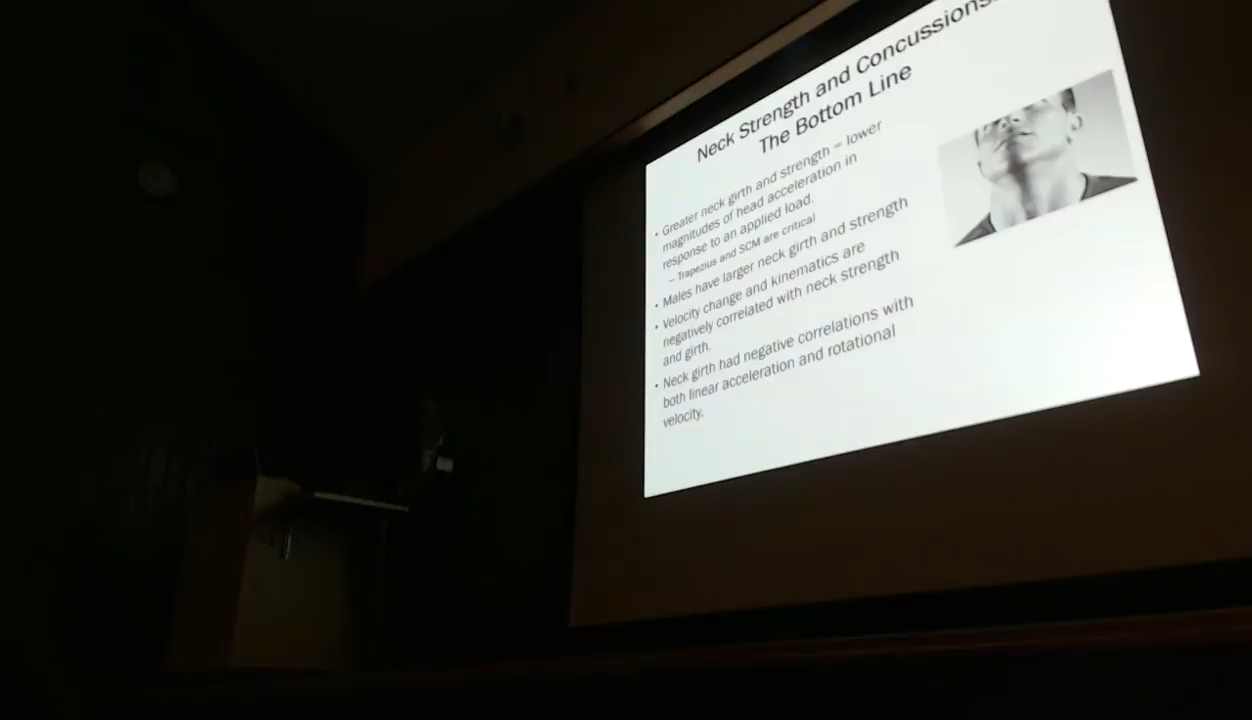 Neck Strength and Concussions:
The Bottom Line
• Greater neck girth and strength = lower
magnitudes of head acceleration in
response to an applied load.
– Trapezius and SCM are critical
• Males have larger neck girth and strength
• Velocity change and kinematics are
negatively correlated with neck strength
and girth.
• Neck girth had negative correlations with
both linear acceleration and rotational
velocity.